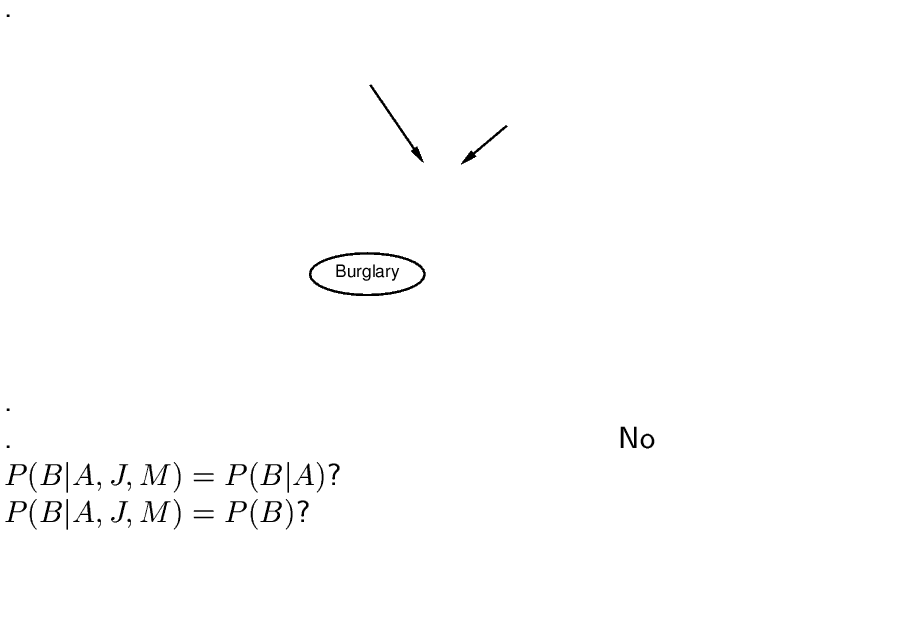 .
Burglary
.
. No
P(B|A, J, M) = P(B|A)?
P(B|A, J, M) = P(B)?